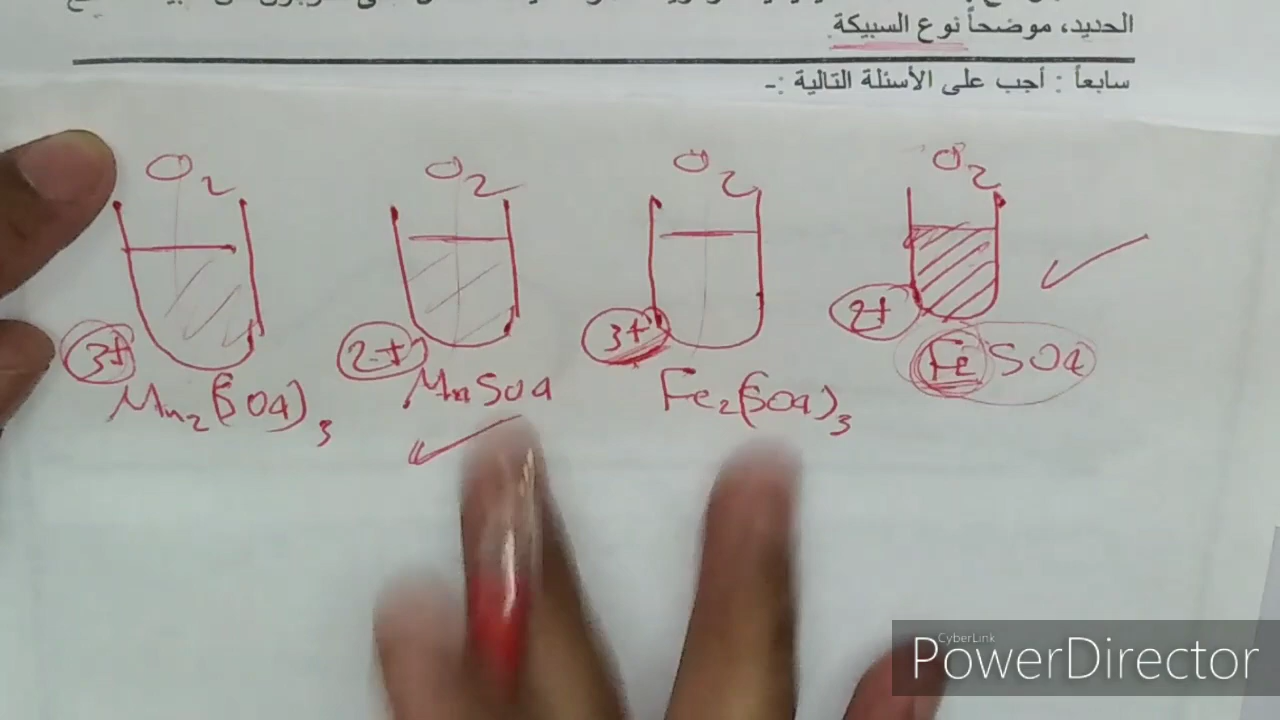 الحديد، موضحاً نوع السبيكة.
سابعاً : أجب على الأسئلة التالية :-
O2 O2 O2 O2
3+ 2+ 3+ 2+
Mn2(SO4)3 MnSO4 Fe2(SO4)3 FeSO4
CyberLink
PowerDirector